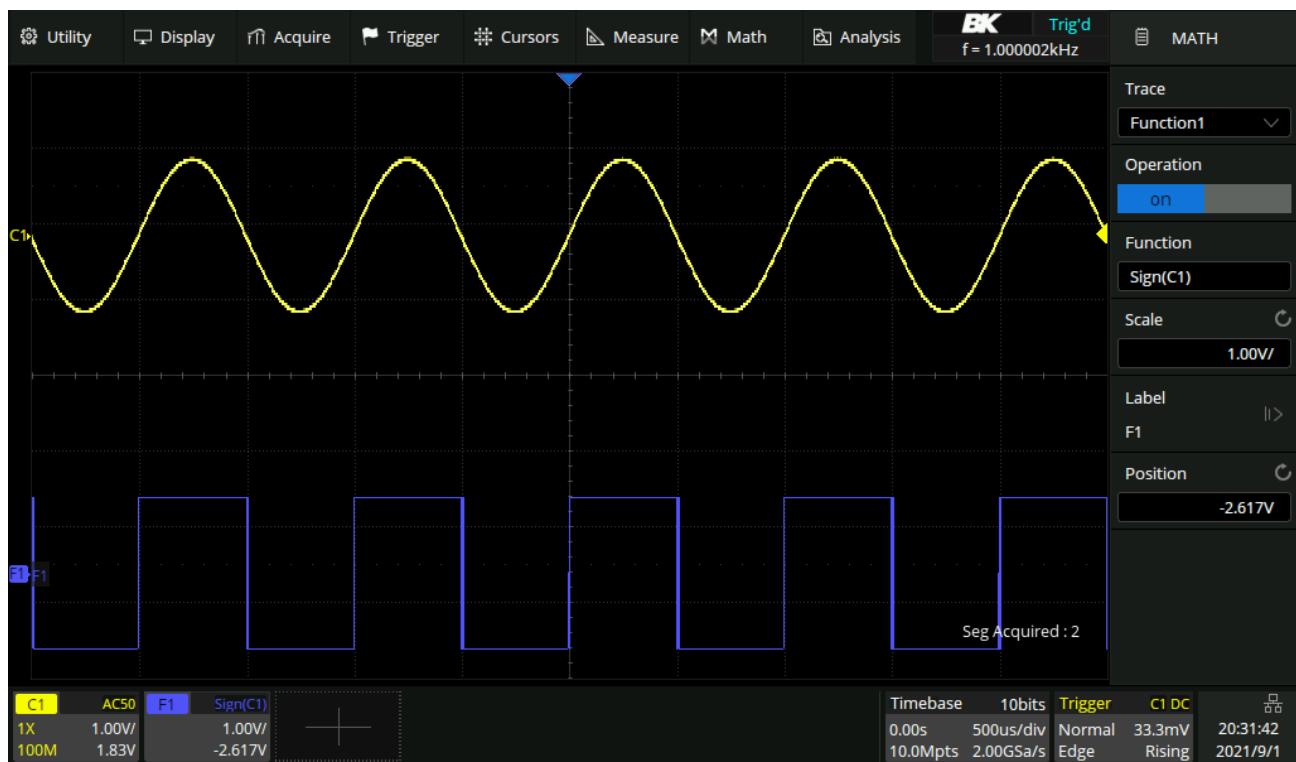 Utility Display Acquire Trigger Cursors Measure Math Analysis
BK Trig'd
f = 1.000002kHz
MATH
Trace
Function1
Operation
on
Function
Sign(C1)
Scale
1.00V/
Label
F1
Position
-2.617V
C1
F1 F1
Seg Acquired : 2
C1 AC50
1X 1.00V/
100M 1.83V
F1 Sign(C1)
1.00V/
-2.617V
Timebase 10bits
0.00s 500us/div
10.0Mpts 2.00GSa/s
Trigger C1 DC
Normal 33.3mV
Edge Rising
20:31:42
2021/9/1